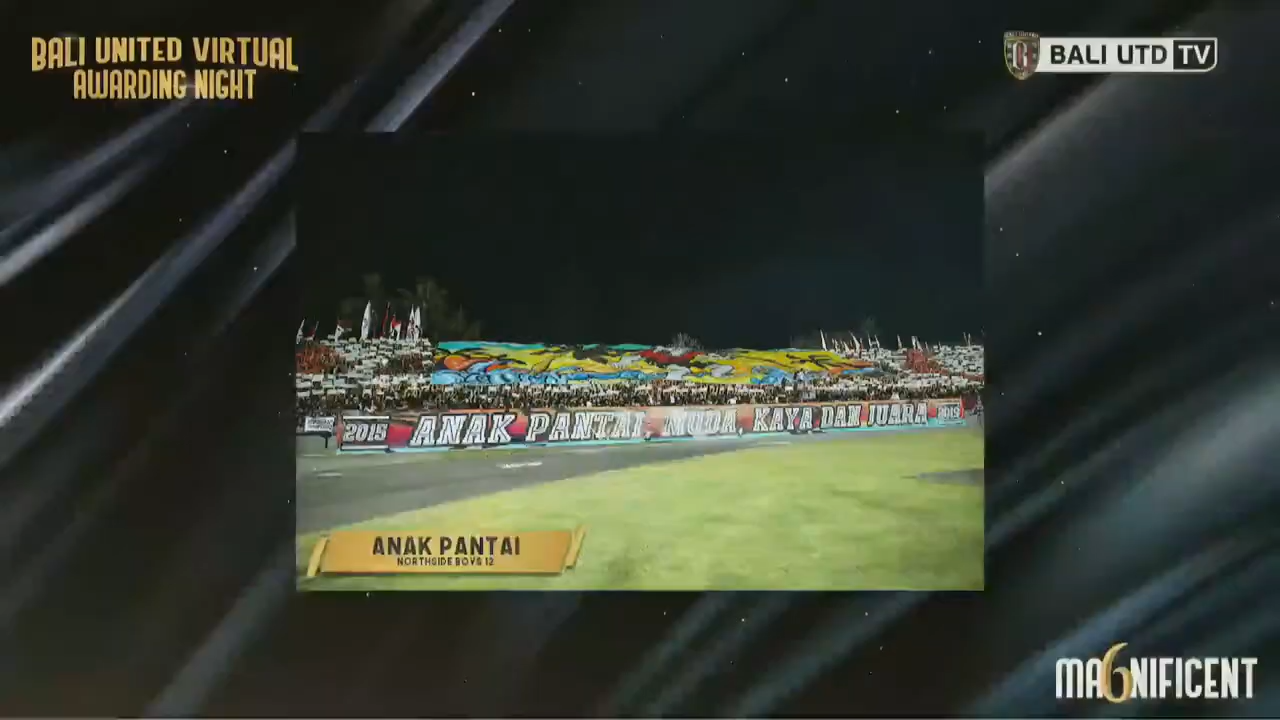 BALI UNITED VIRTUAL
AWARDING NIGHT
BALI UTD TV
2015 ANAK PANTAI MUDA, KAYA DAN JUARA 2019
ANAK PANTAI
NORTHSIDE BOYS 12
MA6NIFICENT